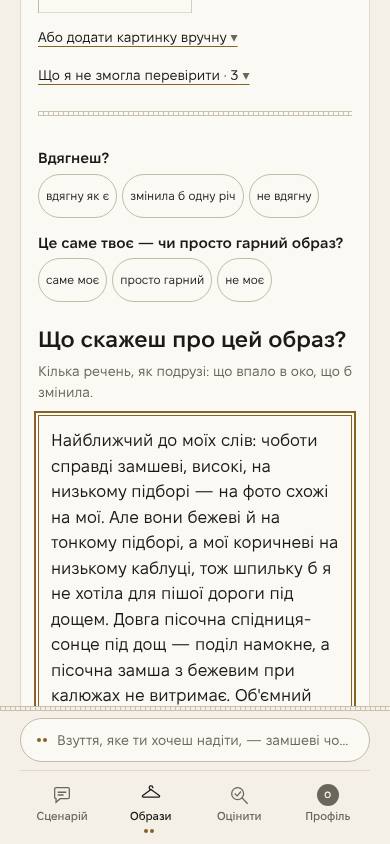 Або додати картинку вручну ▾
Що я не змогла перевірити · 3 ▾
Вдягнеш?
вдягну як є змінила б одну річ не вдягну
Це саме твоє — чи просто гарний образ?
саме моє просто гарний не моє
Що скажеш про цей образ?
Кілька речень, як подрузі: що впало в око, що б
змінила.
Найближчий до моїх слів: чоботи
справді замшеві, високі, на
низькому підборі — на фото схожі
на мої. Але вони бежеві й на
тонкому підборі, а мої коричневі на
низькому каблуці, тож шпильку б я
не хотіла для пішої дороги під
дощем. Довга пісочна спідниця-
сонце під дощ — поділ намокне, а
пісочна замша з бежевим при
калюжах не витримає. Об'ємний
Взуття, яке ти хочеш надіти, — замшеві чо...
Сценарій Образи Оцінити О Профіль